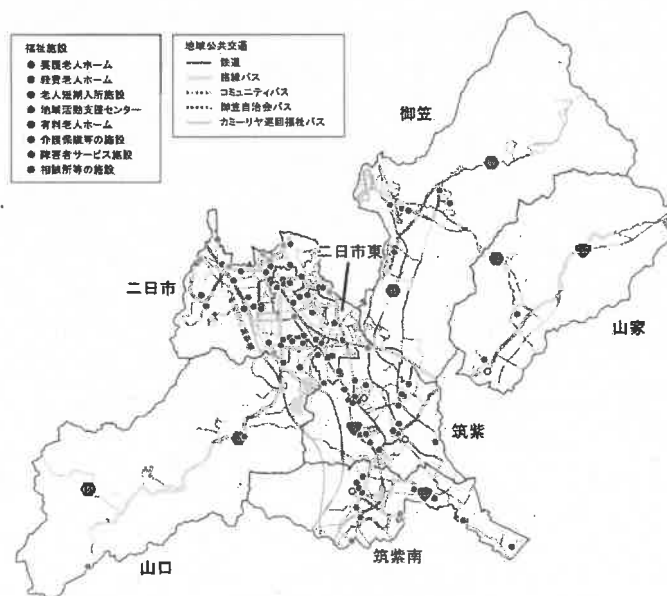 福祉施設
養護老人ホーム
軽費老人ホーム
老人短期入所施設
地域活動支援センター
有料老人ホーム
介護保険等の施設
障害者サービス施設
相談所等の施設
地域公共交通
鉄道
路線バス
コミュニティバス
御笠自治会バス
カミーリヤ巡回福祉バス
御笠
二日市東
二日市
山家
筑紫
筑紫南
山口